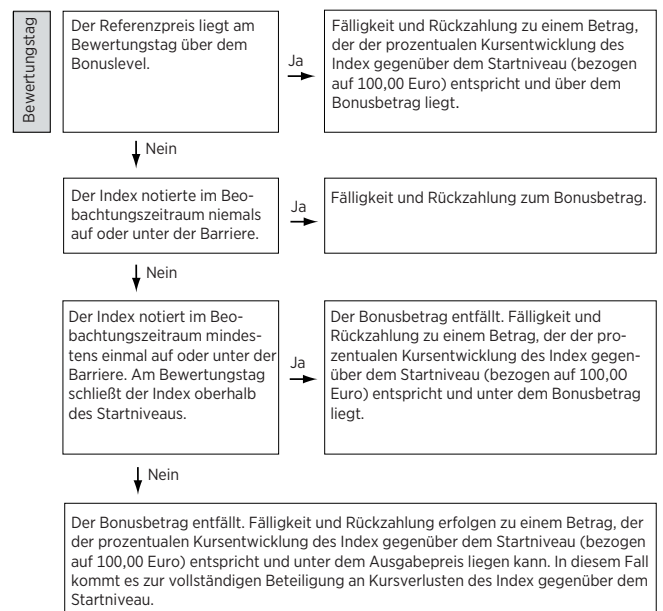 Bewertungstag
Der Referenzpreis liegt am
Bewertungstag über dem
Bonuslevel.
Ja
Fälligkeit und Rückzahlung zu einem Betrag,
der der prozentualen Kursentwicklung des
Index gegenüber dem Startniveau (bezogen
auf 100,00 Euro) entspricht und über dem
Bonusbetrag liegt.
Nein
Der Index notierte im Beo-
bachtungszeitraum niemals
auf oder unter der Barriere.
Ja
Fälligkeit und Rückzahlung zum Bonusbetrag.
Nein
Der Index notiert im Beo-
bachtungszeitraum mindes-
tens einmal auf oder unter der
Barriere. Am Bewertungstag
schließt der Index oberhalb
des Startniveaus.
Ja
Der Bonusbetrag entfällt. Fälligkeit und
Rückzahlung zu einem Betrag, der der pro-
zentualen Kursentwicklung des Index gegen-
über dem Startniveau (bezogen auf 100,00
Euro) entspricht und unter dem Bonusbetrag
liegt.
Nein
Der Bonusbetrag entfällt. Fälligkeit und Rückzahlung erfolgen zu einem Betrag, der
der prozentualen Kursentwicklung des Index gegenüber dem Startniveau (bezogen
auf 100,00 Euro) entspricht und unter dem Ausgabepreis liegen kann. In diesem Fall
kommt es zur vollständigen Beteiligung an Kursverlusten des Index gegenüber dem
Startniveau.